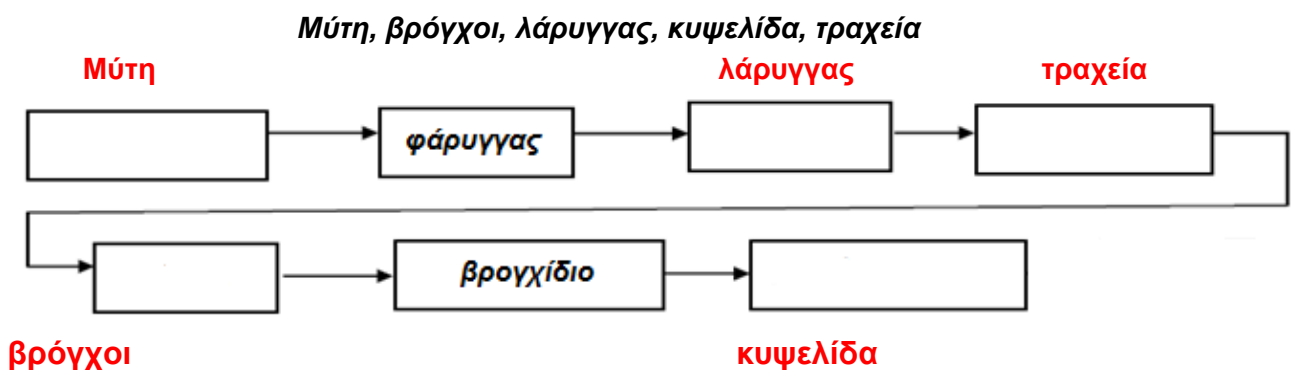 Μύτη, βρόγχοι, λάρυγγας, κυψελίδα, τραχεία
Μύτη λάρυγγας τραχεία
φάρυγγας
βρογχίδιο
βρόγχοι κυψελίδα